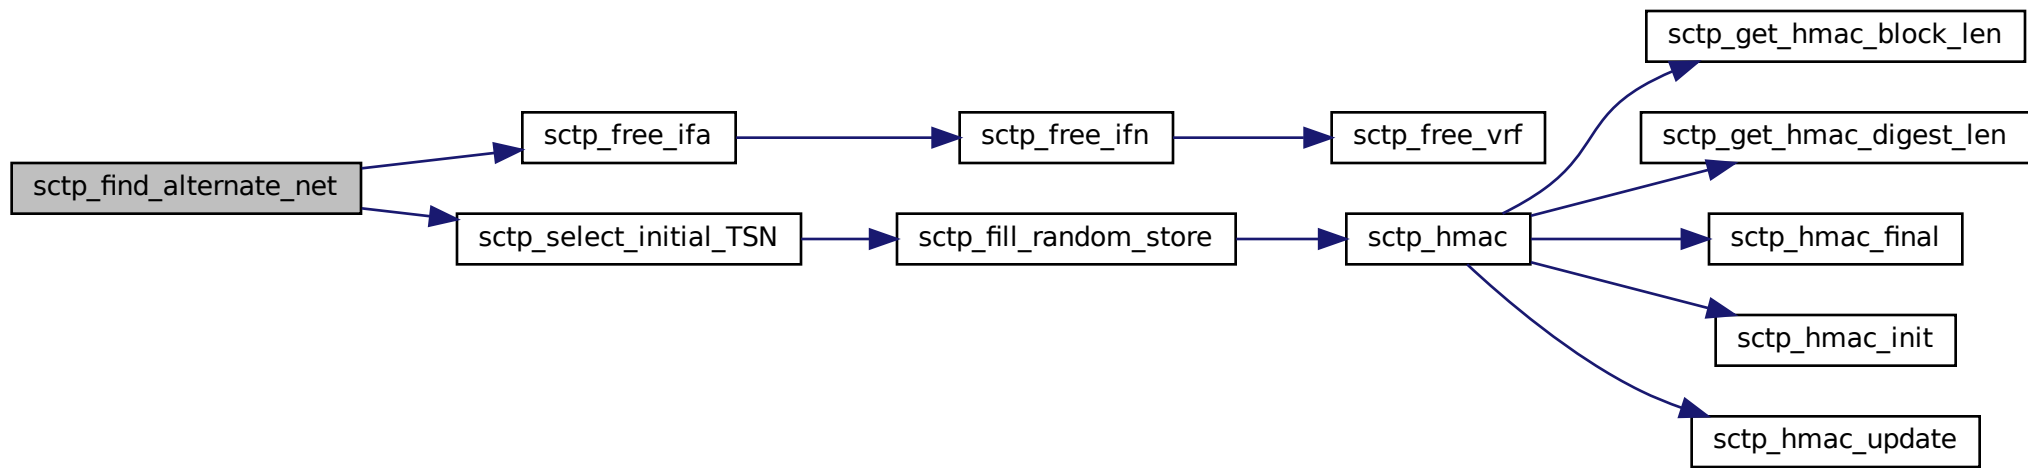 sctp_get_hmac_block_len
sctp_free_ifa
sctp_free_ifn
sctp_free_vrf
sctp_get_hmac_digest_len
sctp_find_alternate_net
sctp_select_initial_TSN
sctp_fill_random_store
sctp_hmac
sctp_hmac_final
sctp_hmac_init
sctp_hmac_update